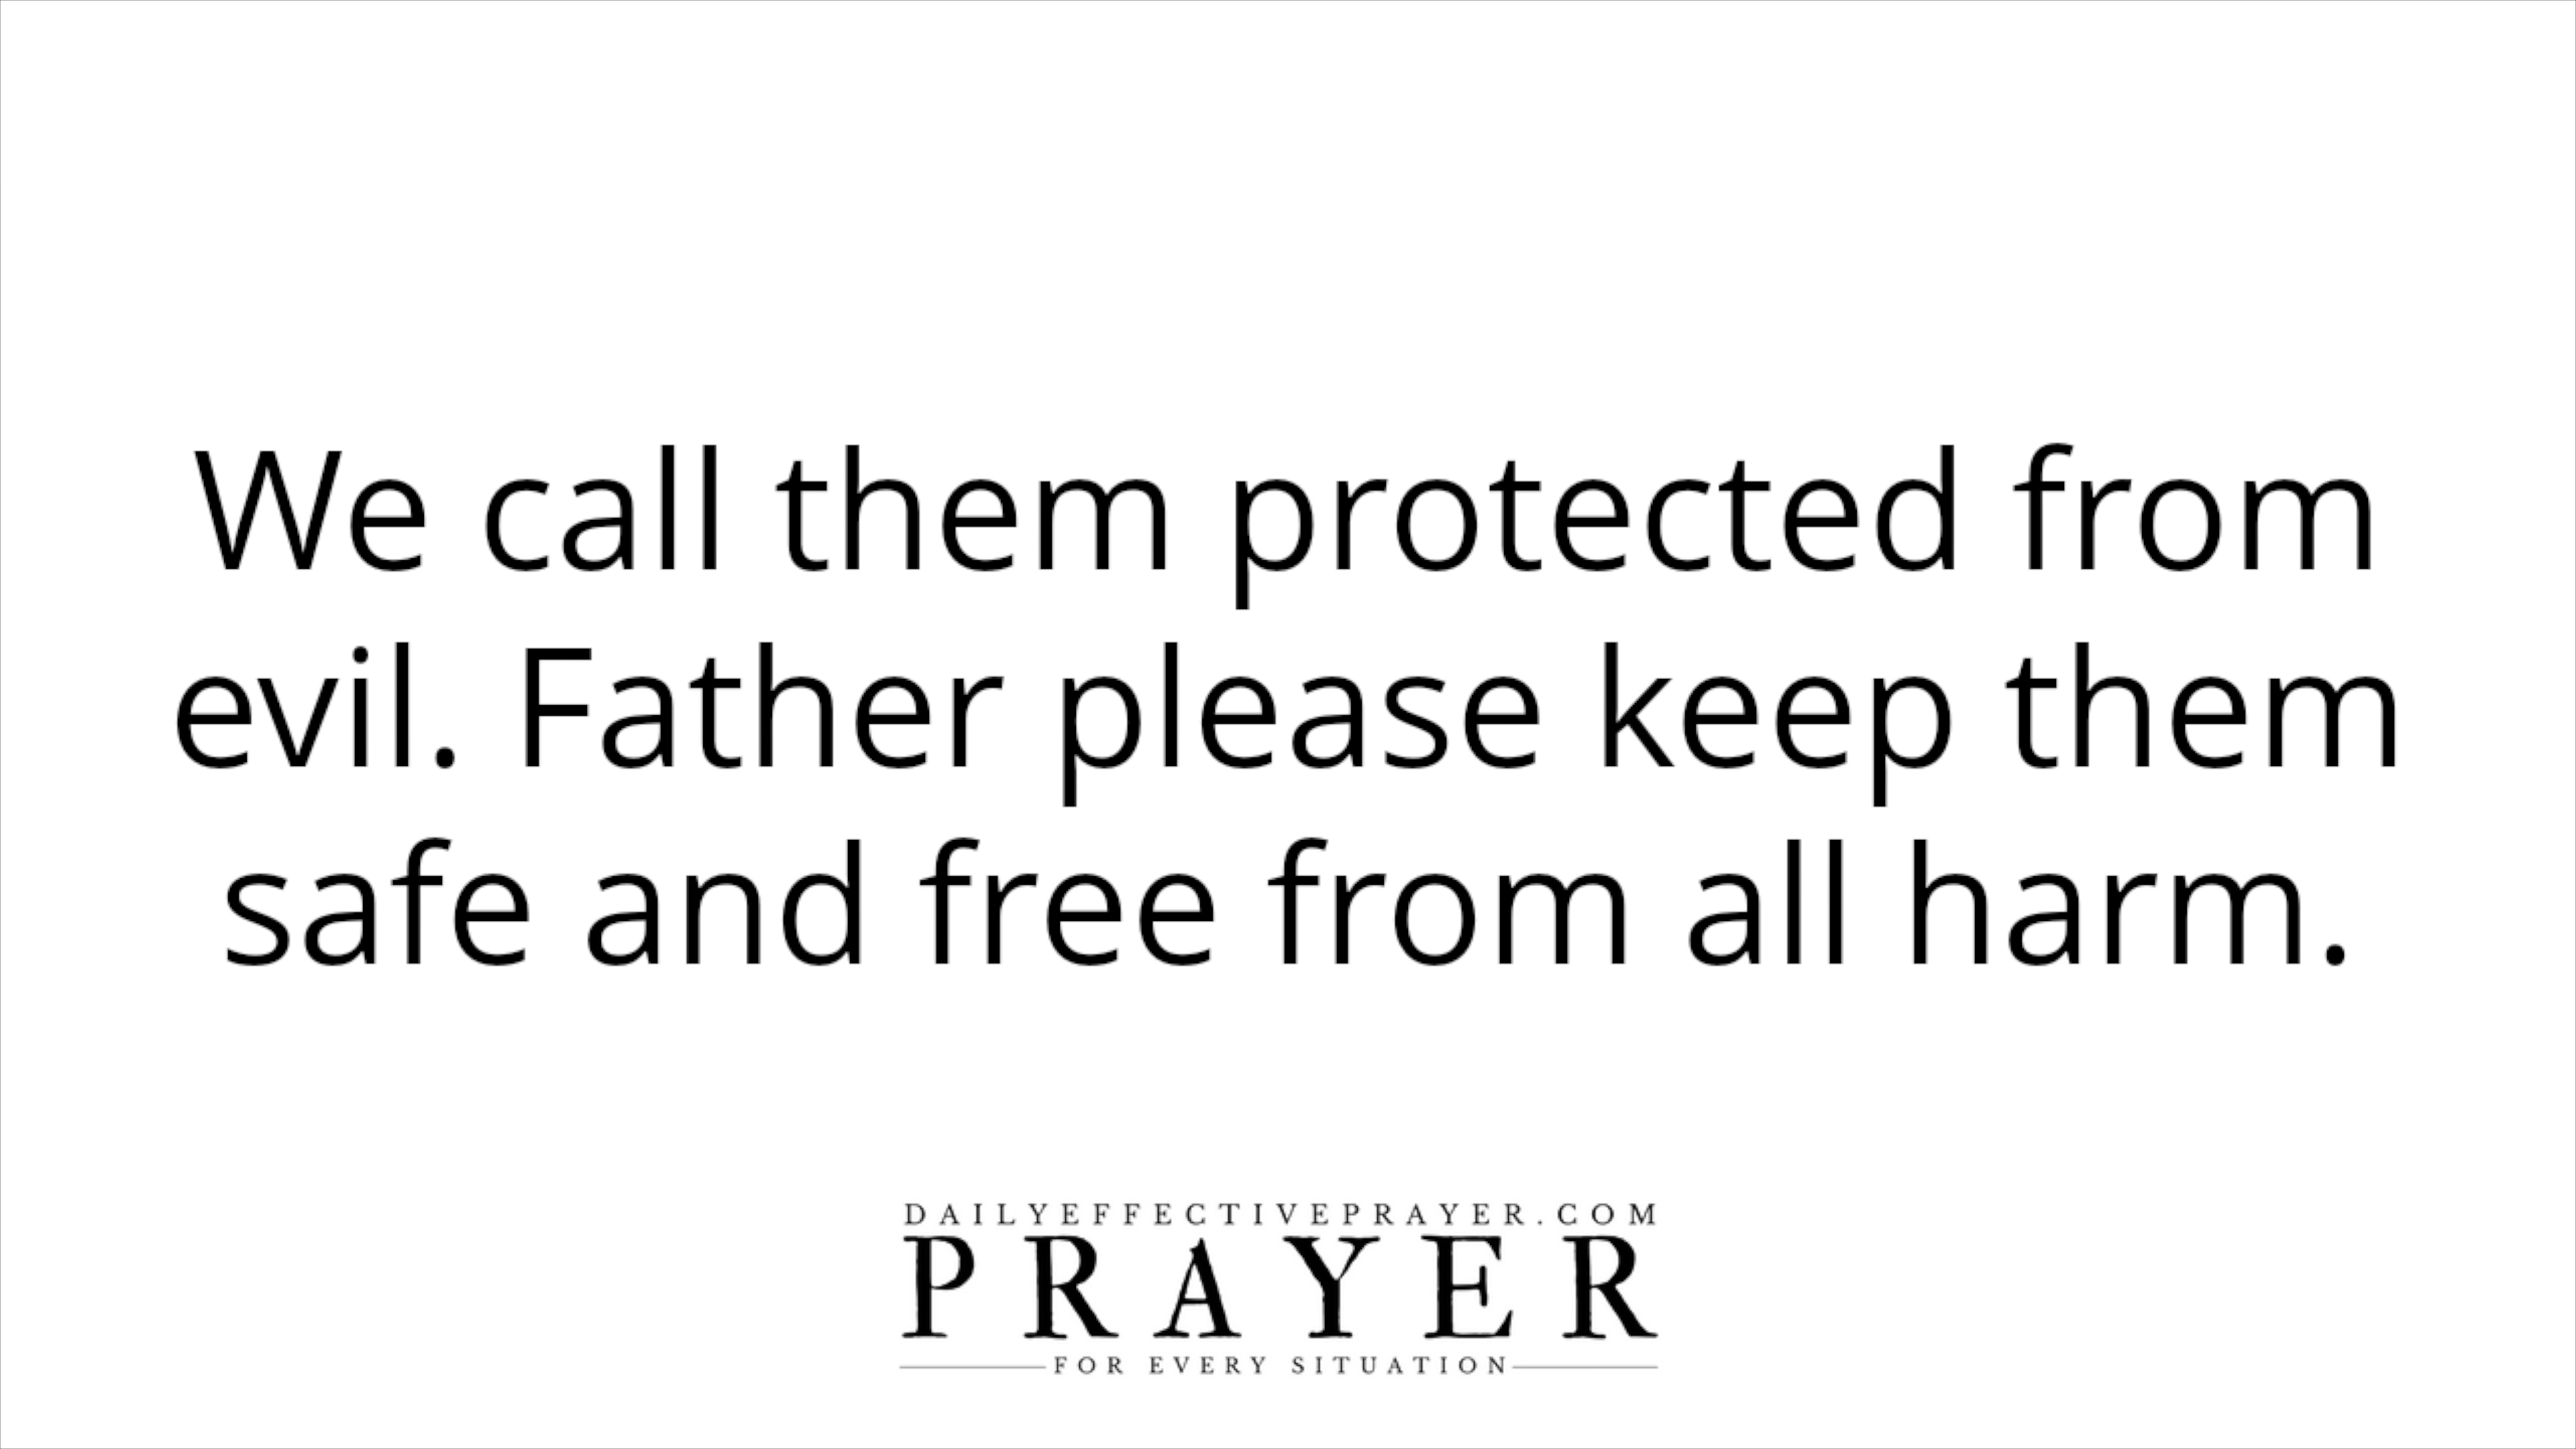 We call them protected from
evil. Father please keep them
safe and free from all harm.
DAILYEFFECTIVEPRAYER.COM
PRAYER
FOR EVERY SITUATION